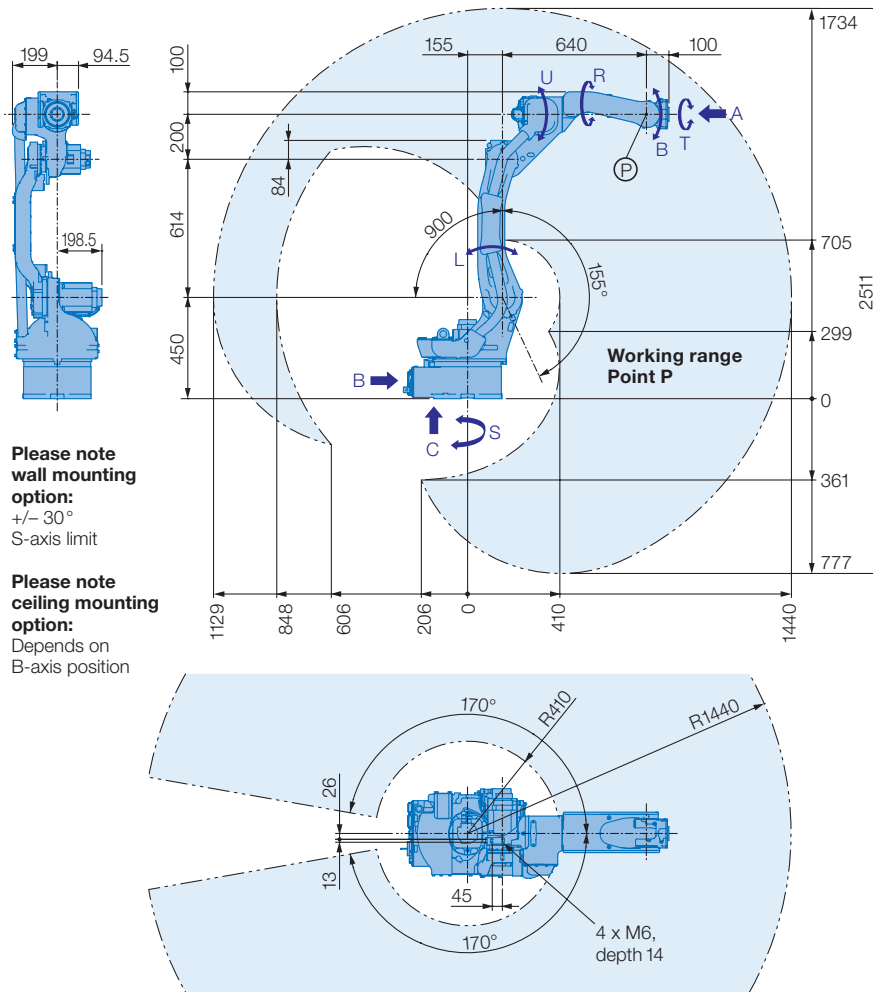 199
94.5
198.5
100
200
84
614
450
155
640
100
U
R
A
B
T
P
900
L
155°
B
C
S
1734
705
2511
299
0
361
777
Working range
Point P
1129
848
606
206
0
410
1440
Please note
wall mounting
option:
+/– 30°
S-axis limit
Please note
ceiling mounting
option:
Depends on
B-axis position
170°
R410
R1440
26
13
45
170°
4 x M6,
depth 14